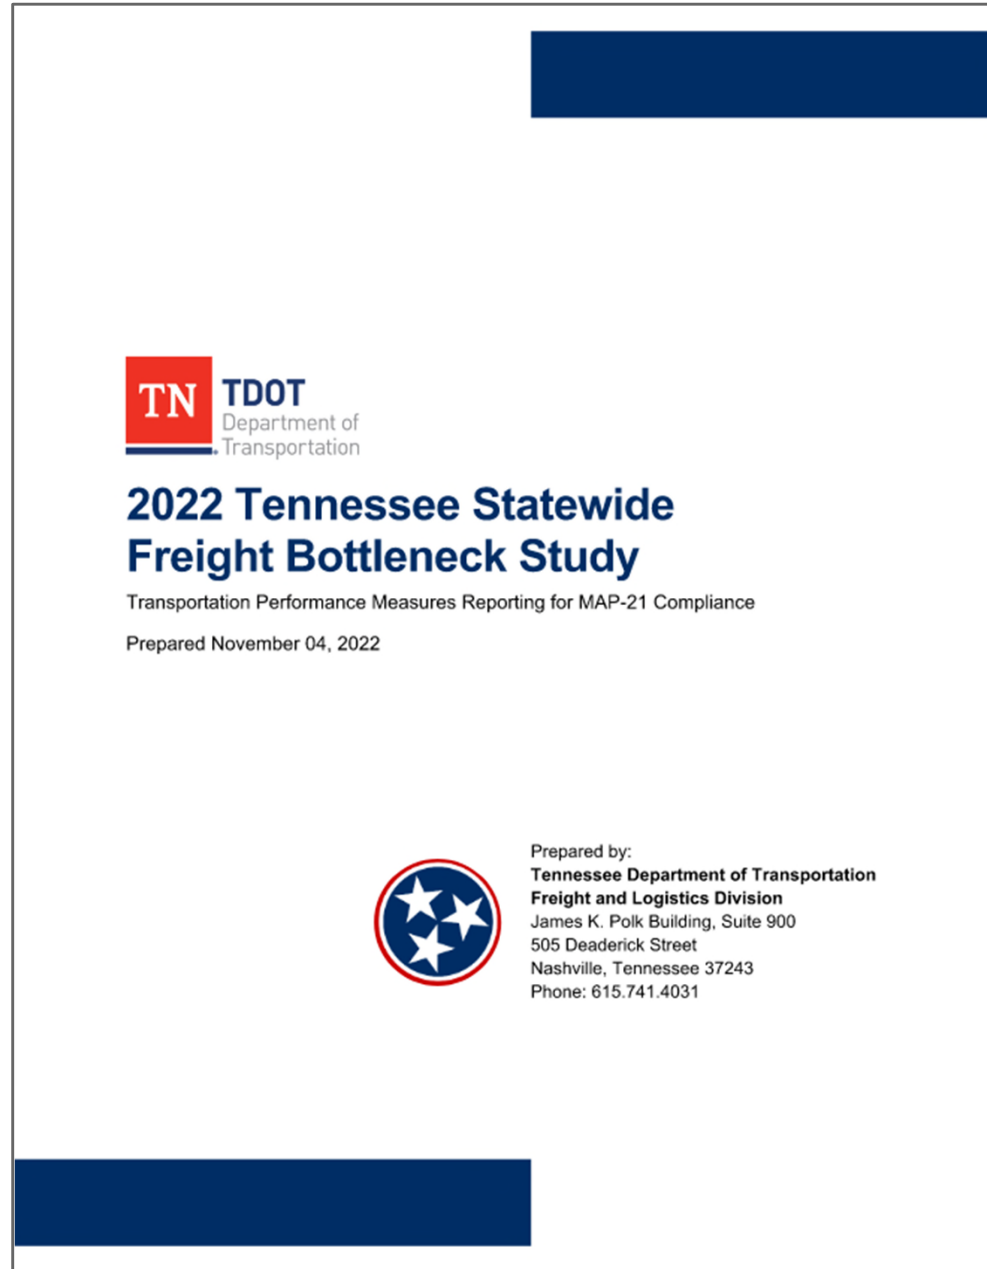 TN
TDOT
Department of
Transportation
2022 Tennessee Statewide
Freight Bottleneck Study
Transportation Performance Measures Reporting for MAP-21 Compliance
Prepared November 04, 2022
Prepared by:
Tennessee Department of Transportation
Freight and Logistics Division
James K. Polk Building, Suite 900
505 Deaderick Street
Nashville, Tennessee 37243
Phone: 615.741.4031